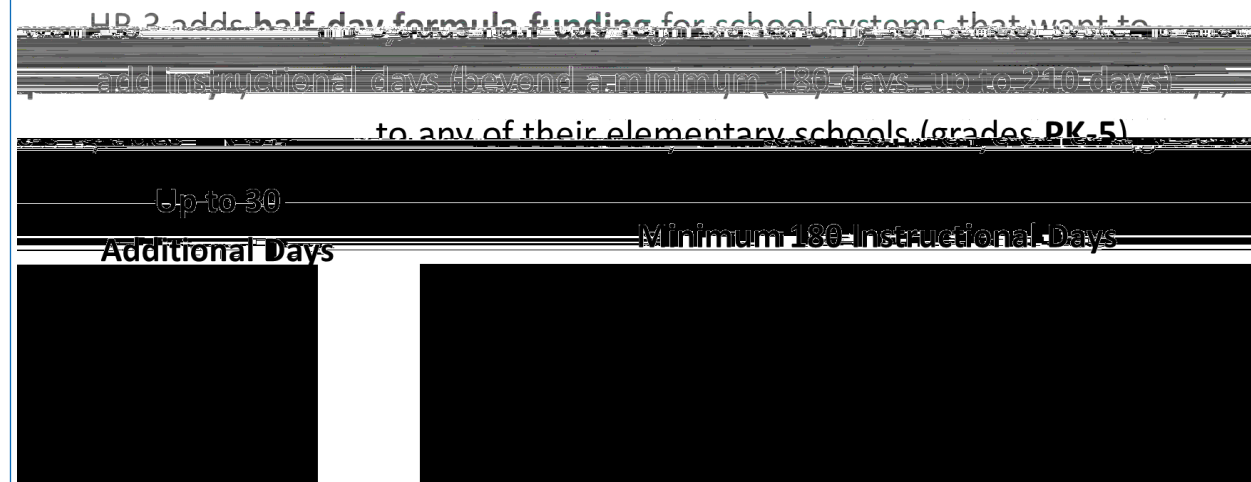 HR 3 adds half-day formula funding for school systems that want to
add instructional days (beyond a minimum 180 days, up to 210 days)
to any of their elementary schools (grades PK-5)
Up to 30
Additional Days
Minimum 180 Instructional Days